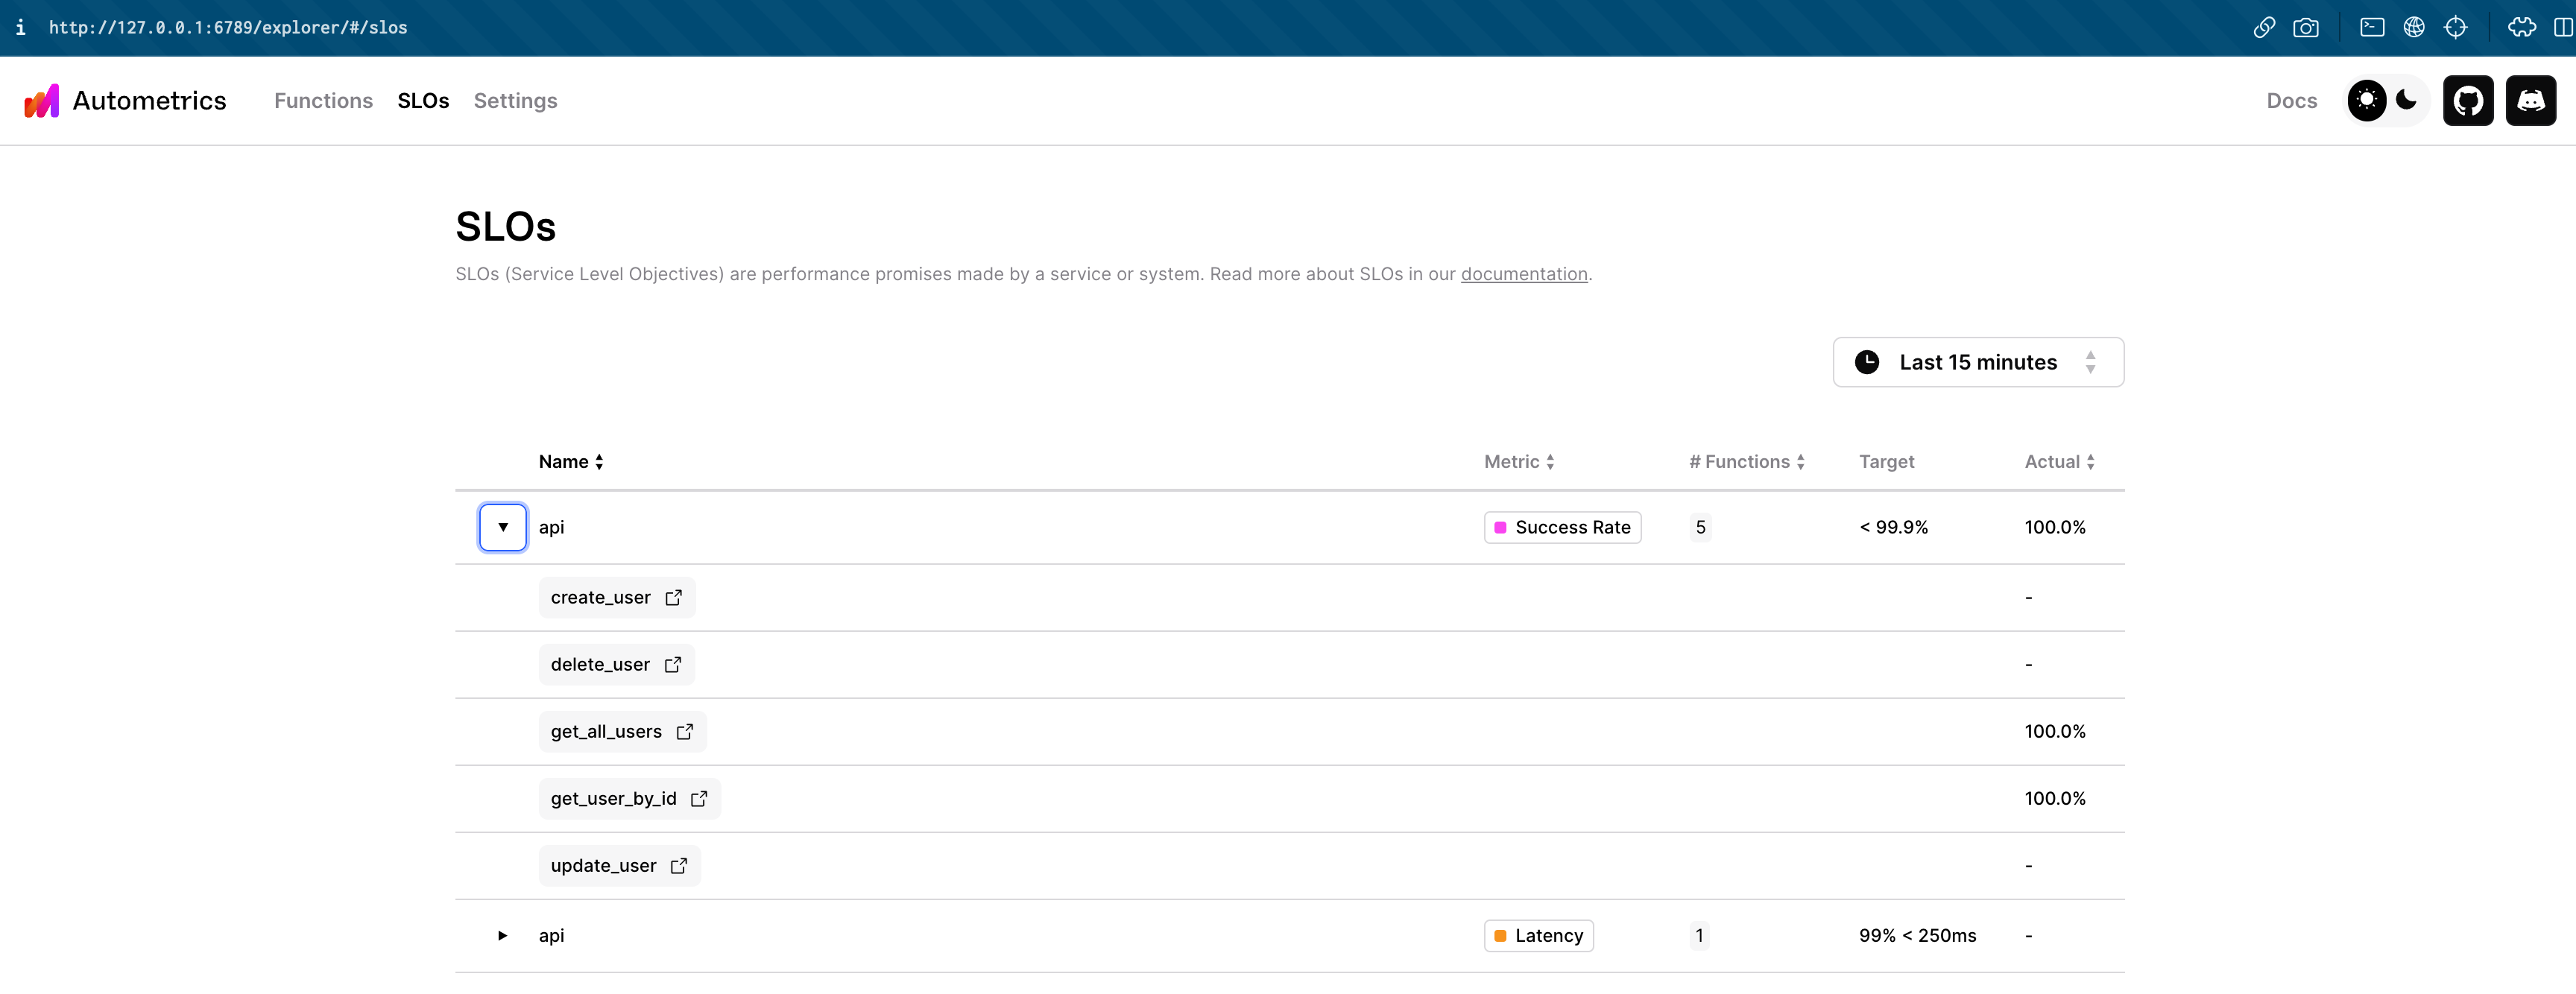 i http://127.0.0.1:6789/explorer/#/slos
Autometrics Functions SLOs Settings Docs
SLOs
SLOs (Service Level Objectives) are performance promises made by a service or system. Read more about SLOs in our documentation.
Last 15 minutes
Name Metric # Functions Target Actual
api Success Rate 5 < 99.9% 100.0%
create_user -
delete_user -
get_all_users 100.0%
get_user_by_id 100.0%
update_user -
api Latency 1 99% < 250ms -